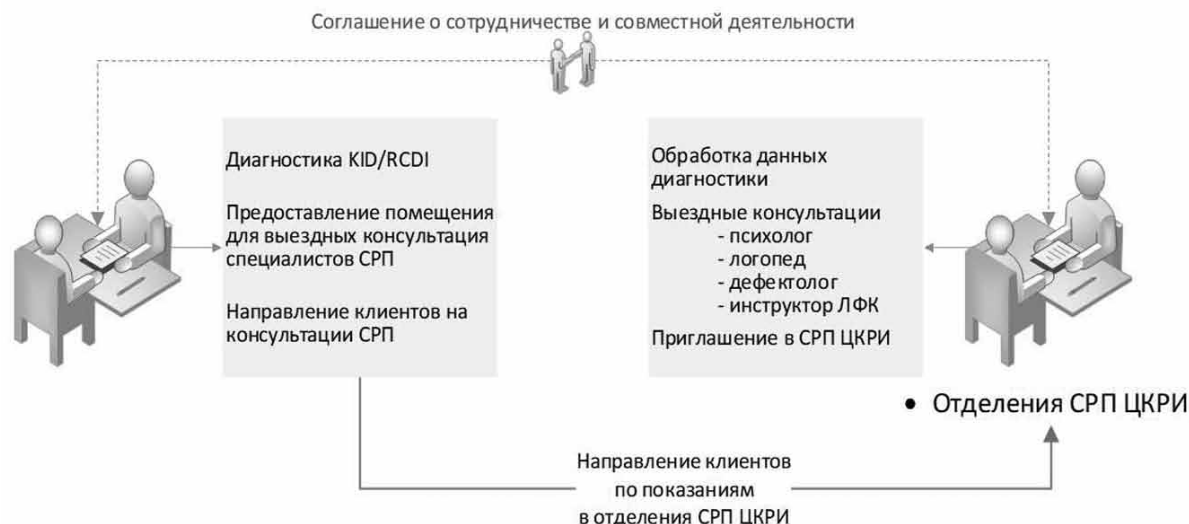 Соглашение о сотрудничестве и совместной деятельности
Диагностика KID/RCDI
Предоставление помещения
для выездных консультация
специалистов СРП
Направление клиентов на
консультации СРП
Обработка данных
диагностики
Выездные консультации
- психолог
- логопед
- дефектолог
- инструктор ЛФК
Приглашение в СРП ЦКРИ
• Отделения СРП ЦКРИ
Направление клиентов
по показаниям
в отделения СРП ЦКРИ